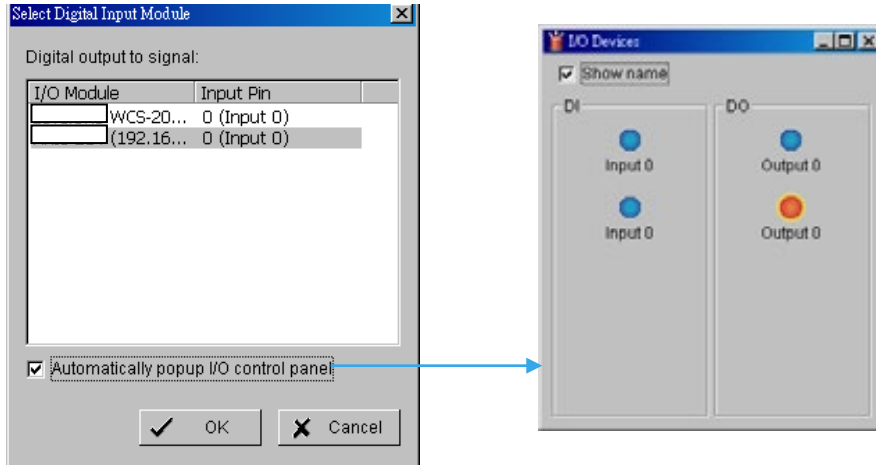 Select Digital Input Module
Digital output to signal:
I/O Module Input Pin
WCS-20... 0 (Input 0)
(192.16... 0 (Input 0)
Automatically popup I/O control panel
OK Cancel
I/O Devices
Show name
DI DO
Input 0 Output 0
Input 0 Output 0